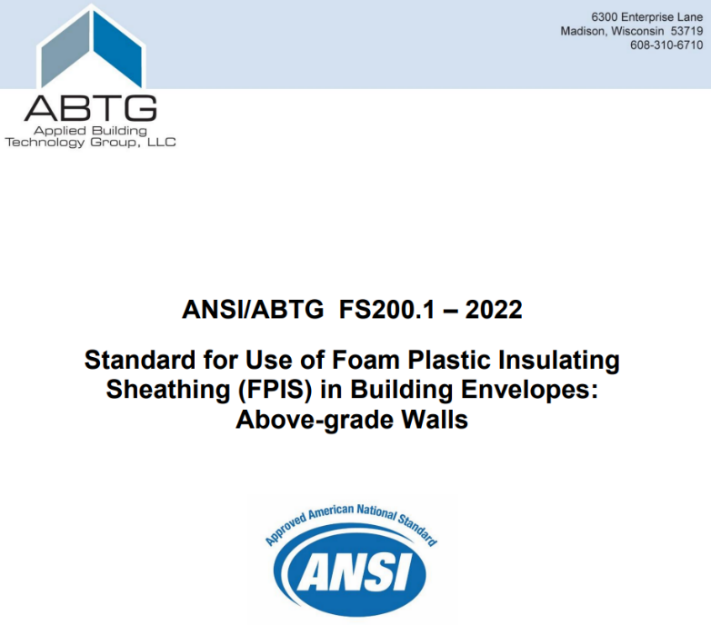 6300 Enterprise Lane
Madison, Wisconsin 53719
608-310-6710
ABTG
Applied Building
Technology Group, LLC
ANSI/ABTG FS200.1 – 2022
Standard for Use of Foam Plastic Insulating
Sheathing (FPIS) in Building Envelopes:
Above-grade Walls
Approved American National Standard
ANSI